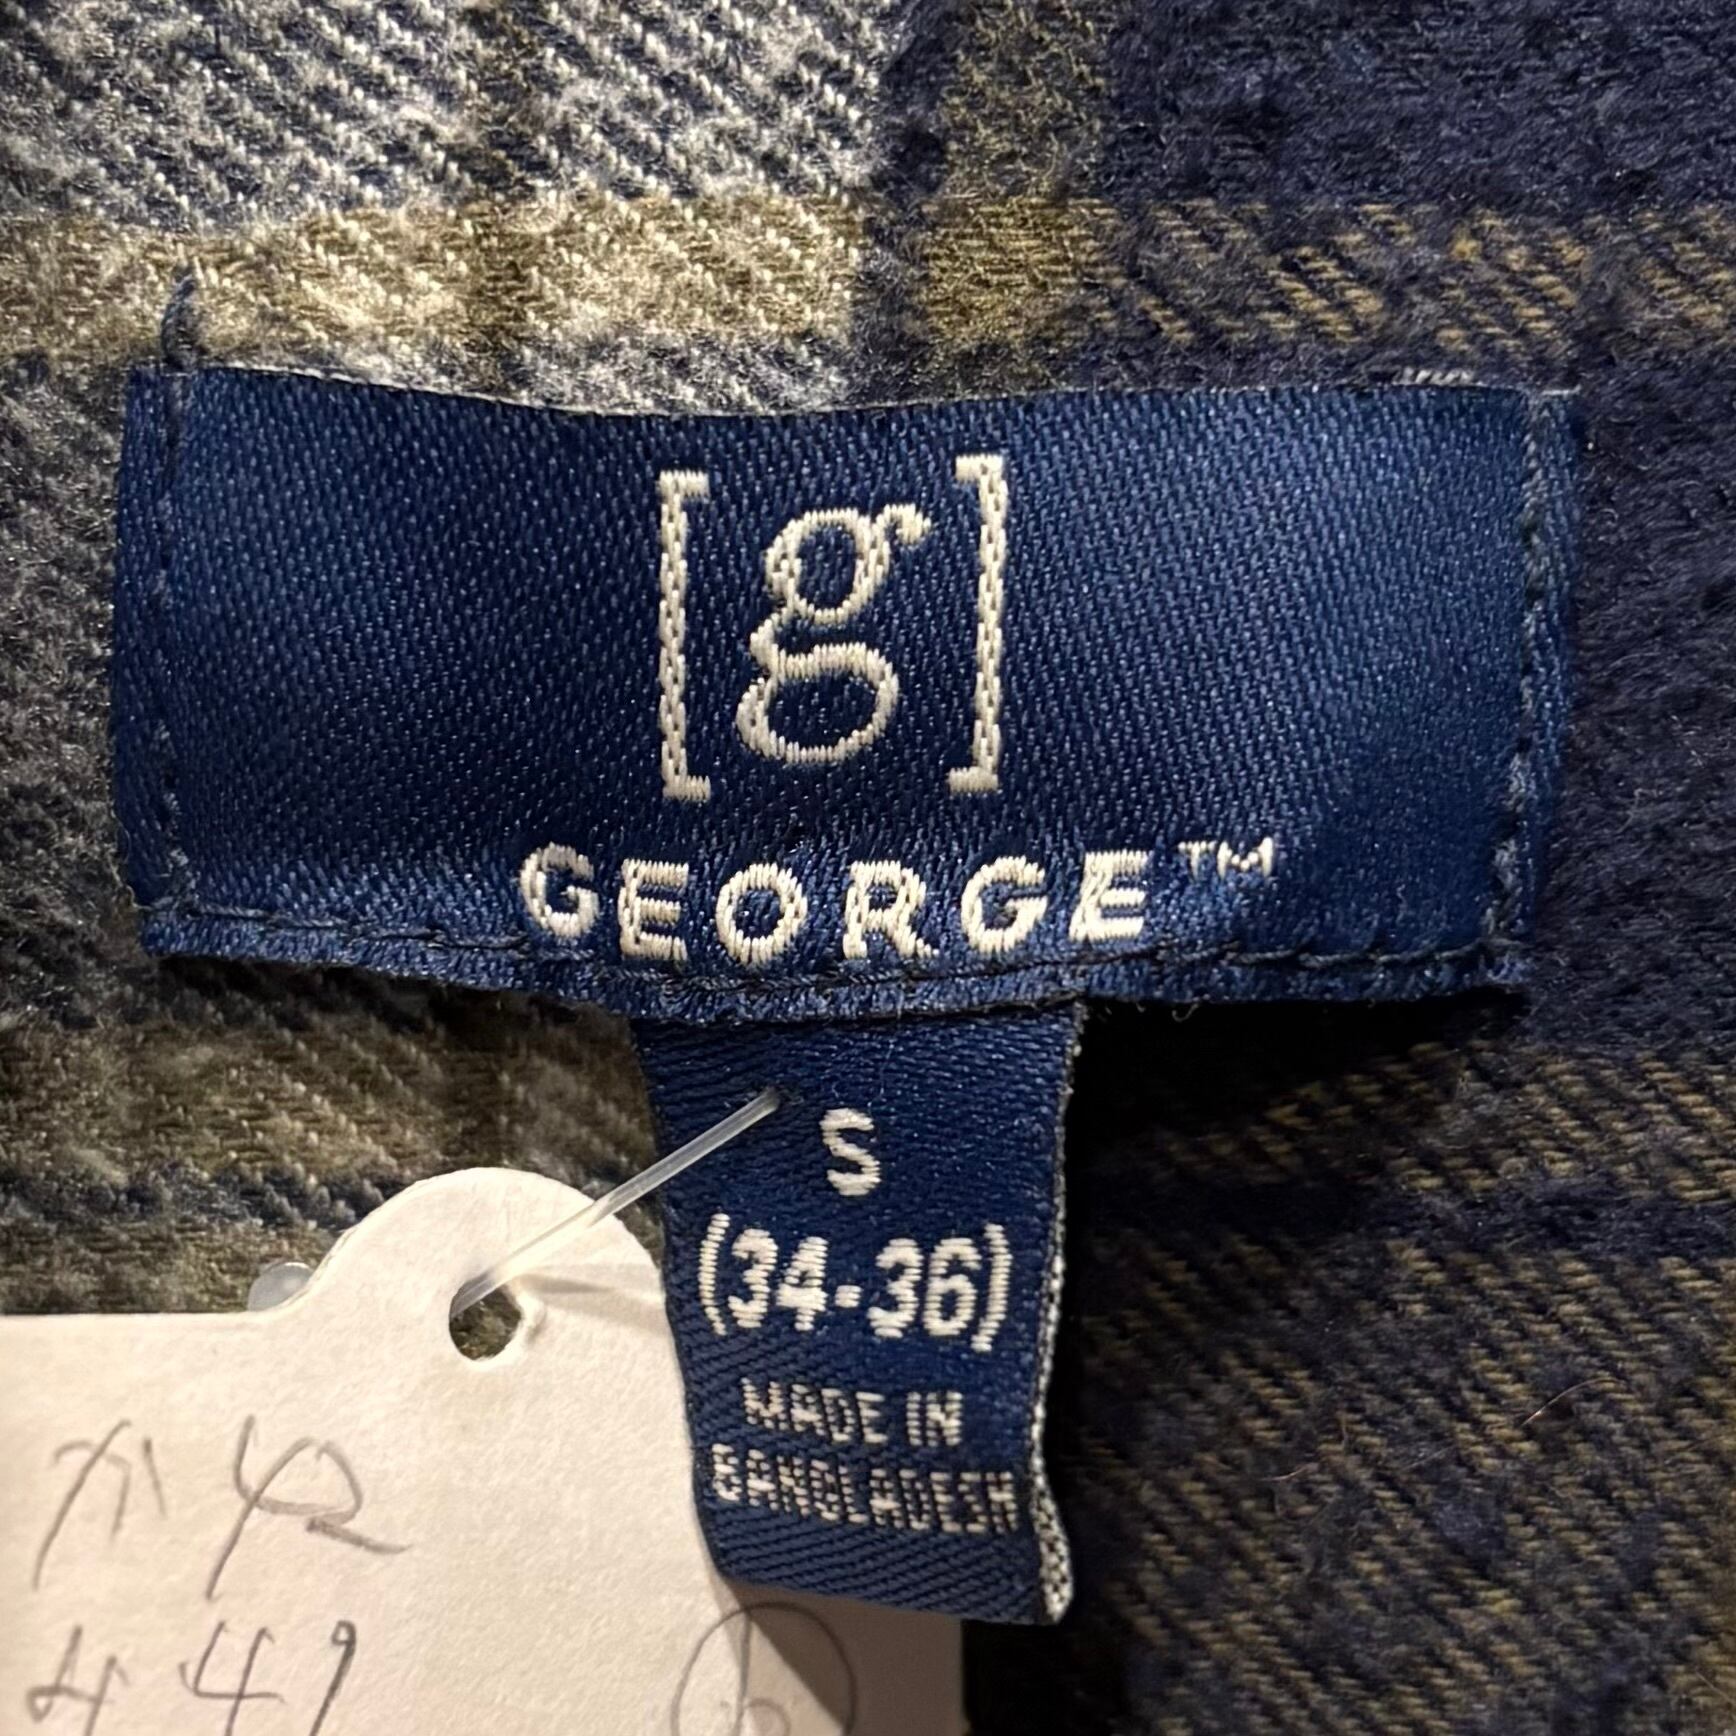 [g]
GEORGE™
S
(34-36)
MADE IN
BANGLADESH